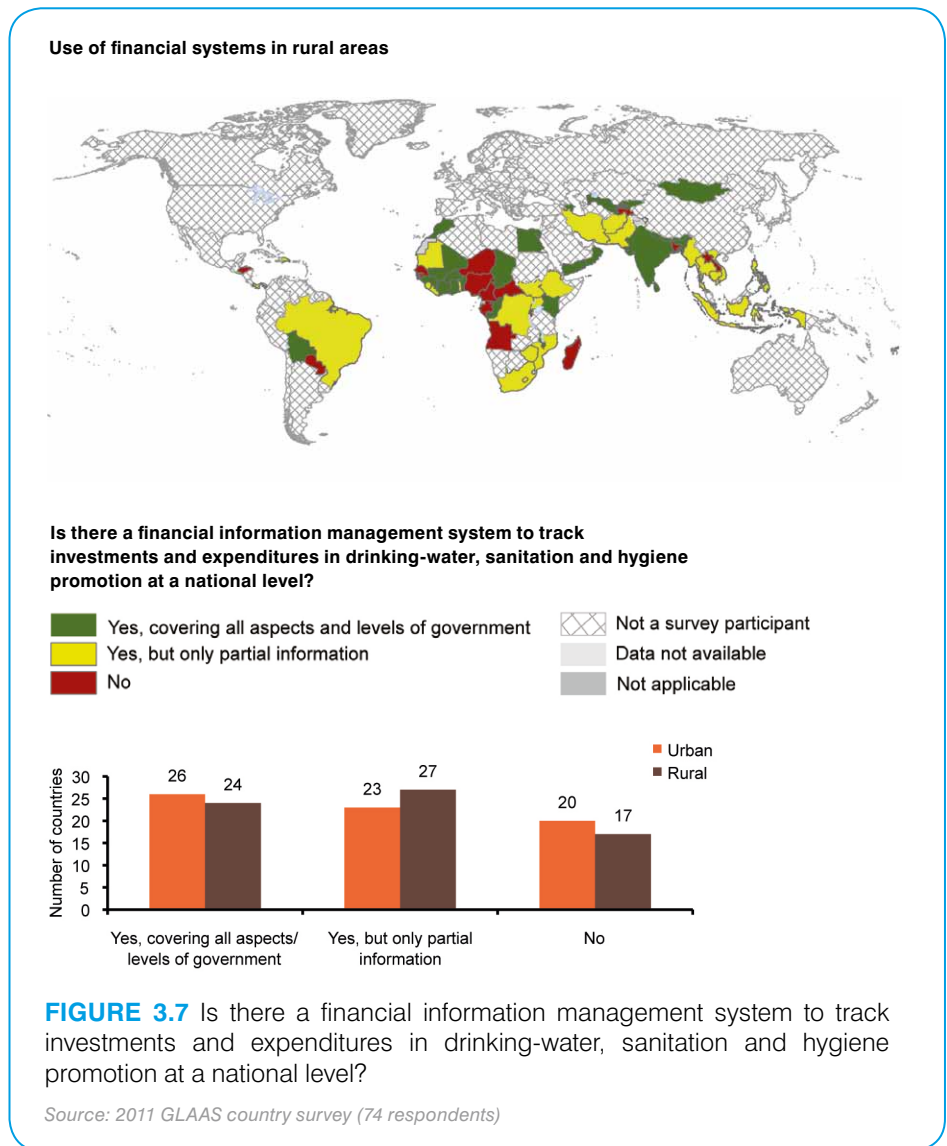 Use of financial systems in rural areas
Is there a financial information management system to track
investments and expenditures in drinking-water, sanitation and hygiene
promotion at a national level?
Yes, covering all aspects and levels of government
Yes, but only partial information
No
Not a survey participant
Data not available
Not applicable
Urban
Rural
Number of countries
30
25
20
15
10
5
0
26
24
23
27
20
17
Yes, covering all aspects/
levels of government
Yes, but only partial
information
No
FIGURE 3.7 Is there a financial information management system to track
investments and expenditures in drinking-water, sanitation and hygiene
promotion at a national level?
Source: 2011 GLAAS country survey (74 respondents)